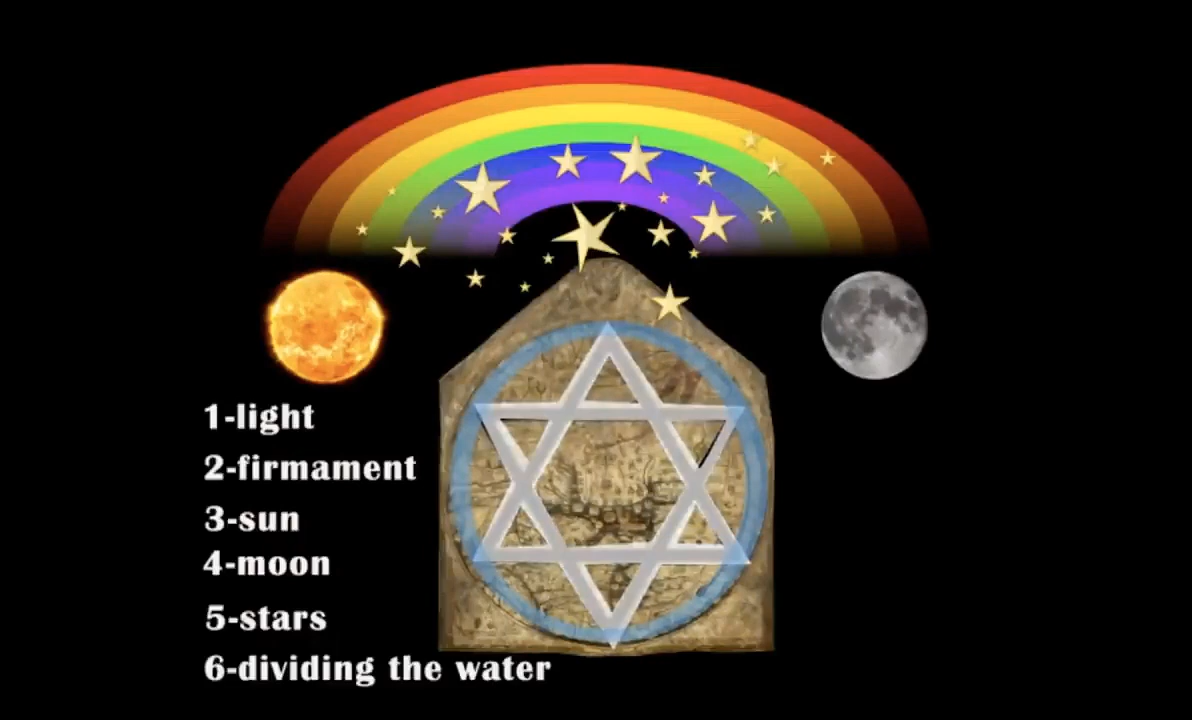 1-light
2-firmament
3-sun
4-moon
5-stars
6-dividing the water